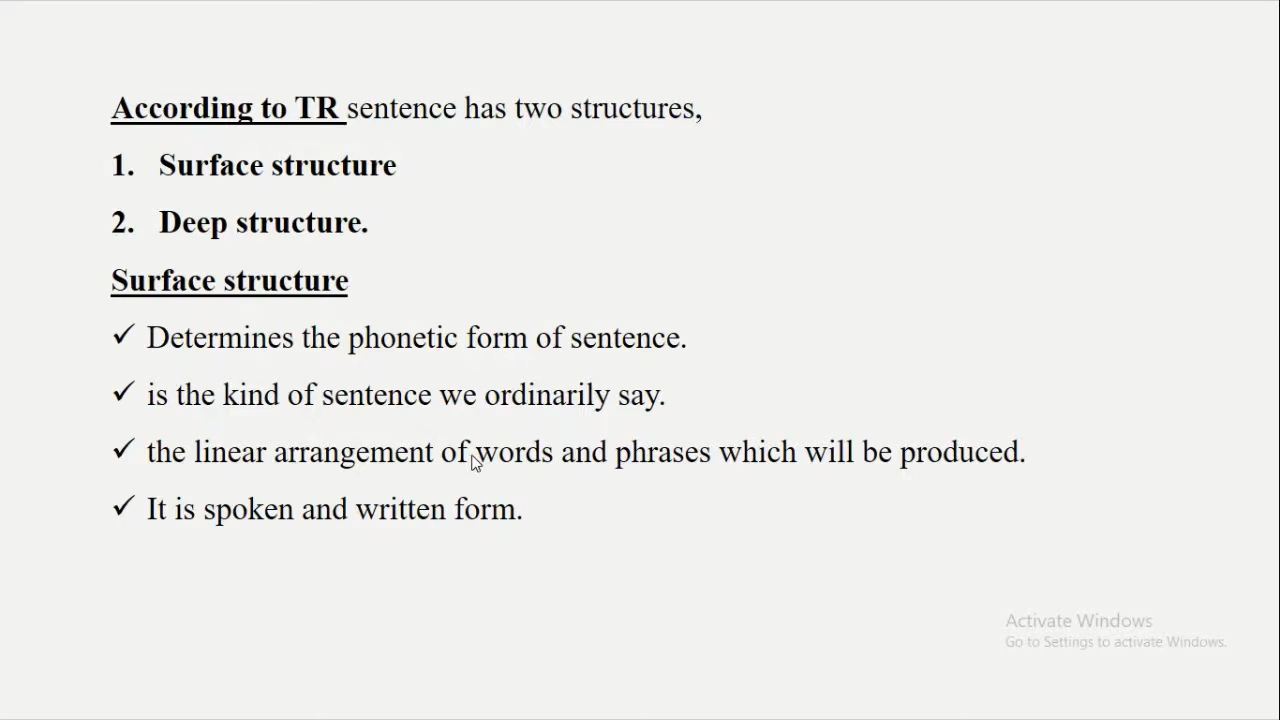 According to TR sentence has two structures,
1. Surface structure
2. Deep structure.
Surface structure
✓ Determines the phonetic form of sentence.
✓ is the kind of sentence we ordinarily say.
✓ the linear arrangement of words and phrases which will be produced.
✓ It is spoken and written form.
Activate Windows
Go to Settings to activate Windows.